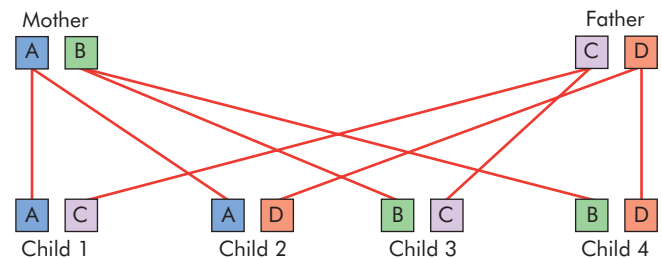 Mother Father
A B C D
A C A D B C B D
Child 1 Child 2 Child 3 Child 4